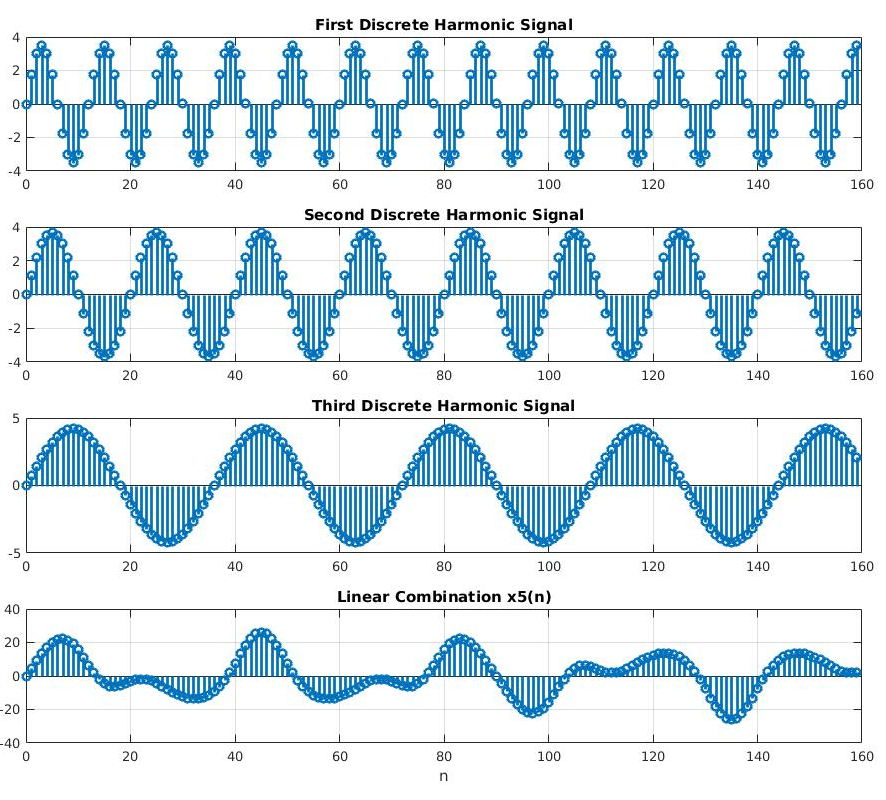 First Discrete Harmonic Signal
4
2
0
-2
-4
0 20 40 60 80 100 120 140 160
Second Discrete Harmonic Signal
4
2
0
-2
-4
0 20 40 60 80 100 120 140 160
Third Discrete Harmonic Signal
5
0
-5
0 20 40 60 80 100 120 140 160
Linear Combination x5(n)
40
20
0
-20
-40
0 20 40 60 80 100 120 140 160
n